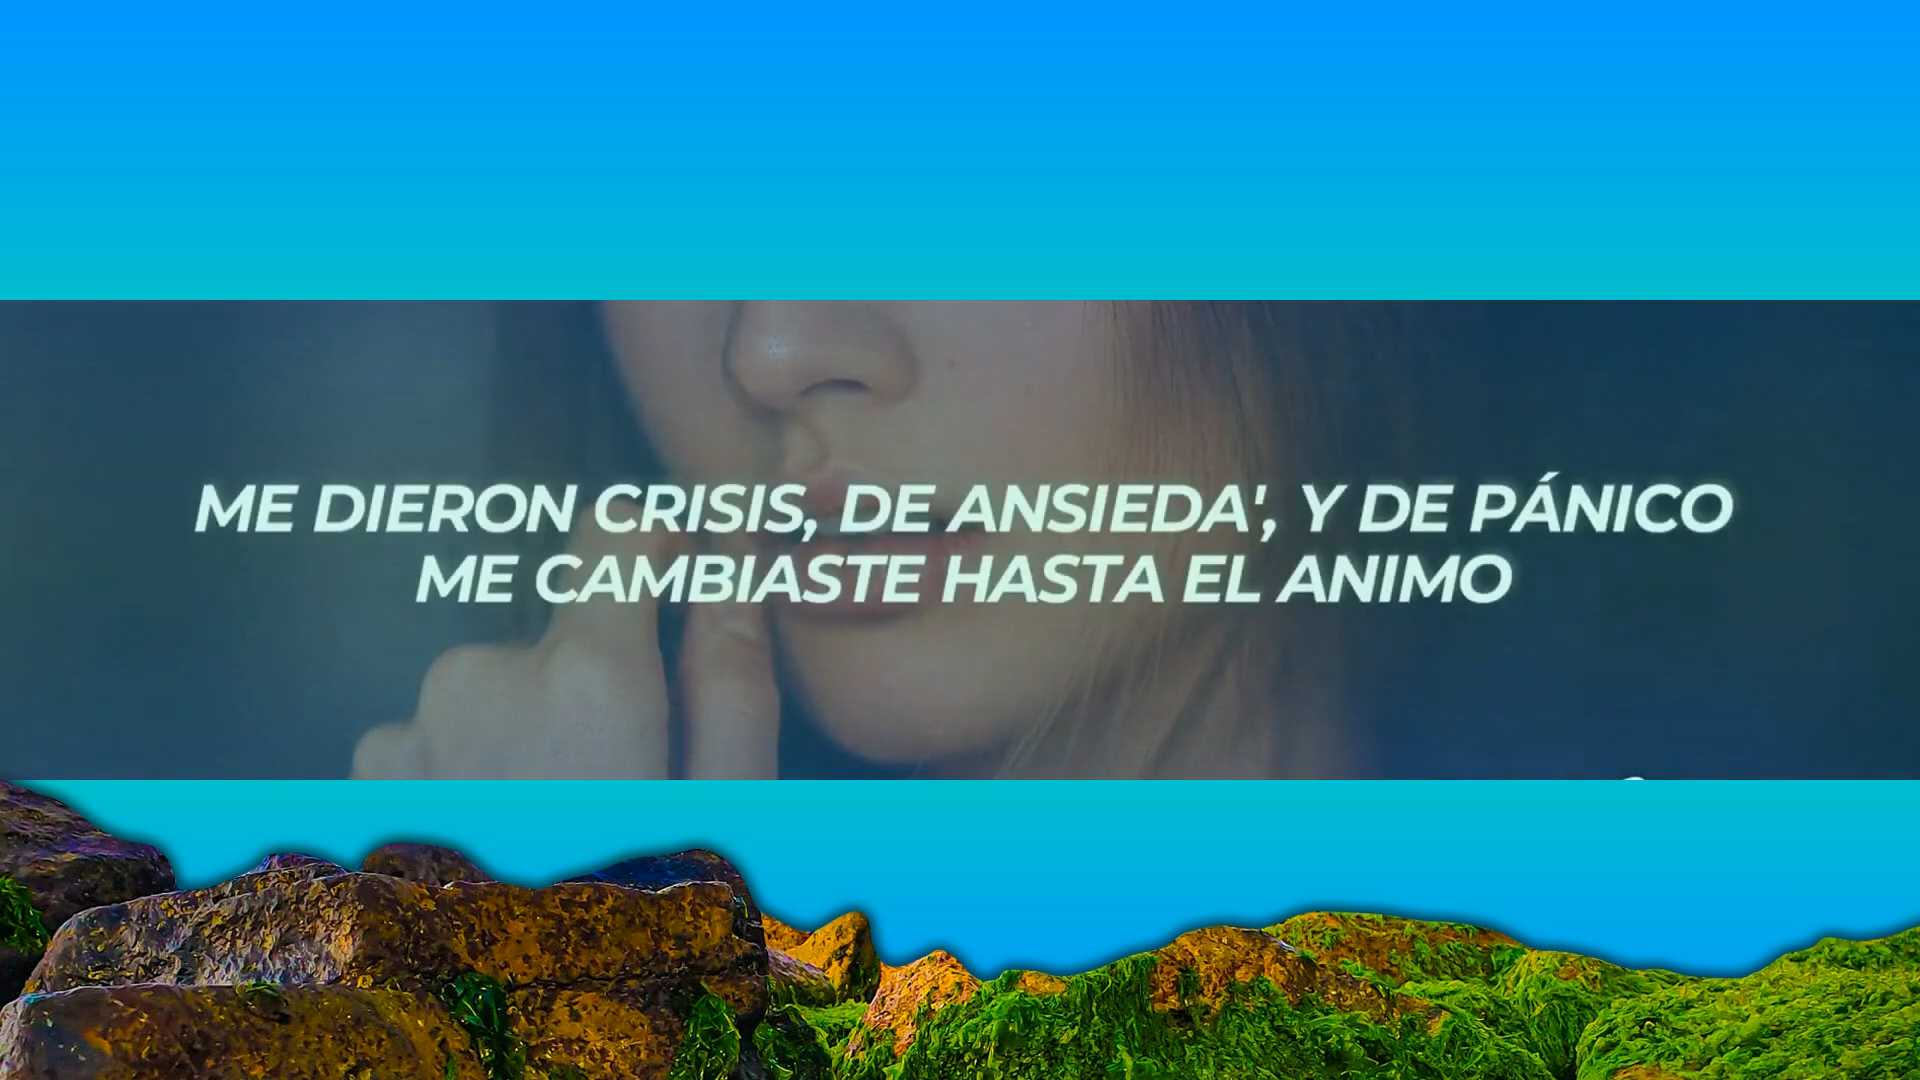 ME DIERON CRISIS, DE ANSIEDA', Y DE PÁNICO
ME CAMBIASTE HASTA EL ANIMO